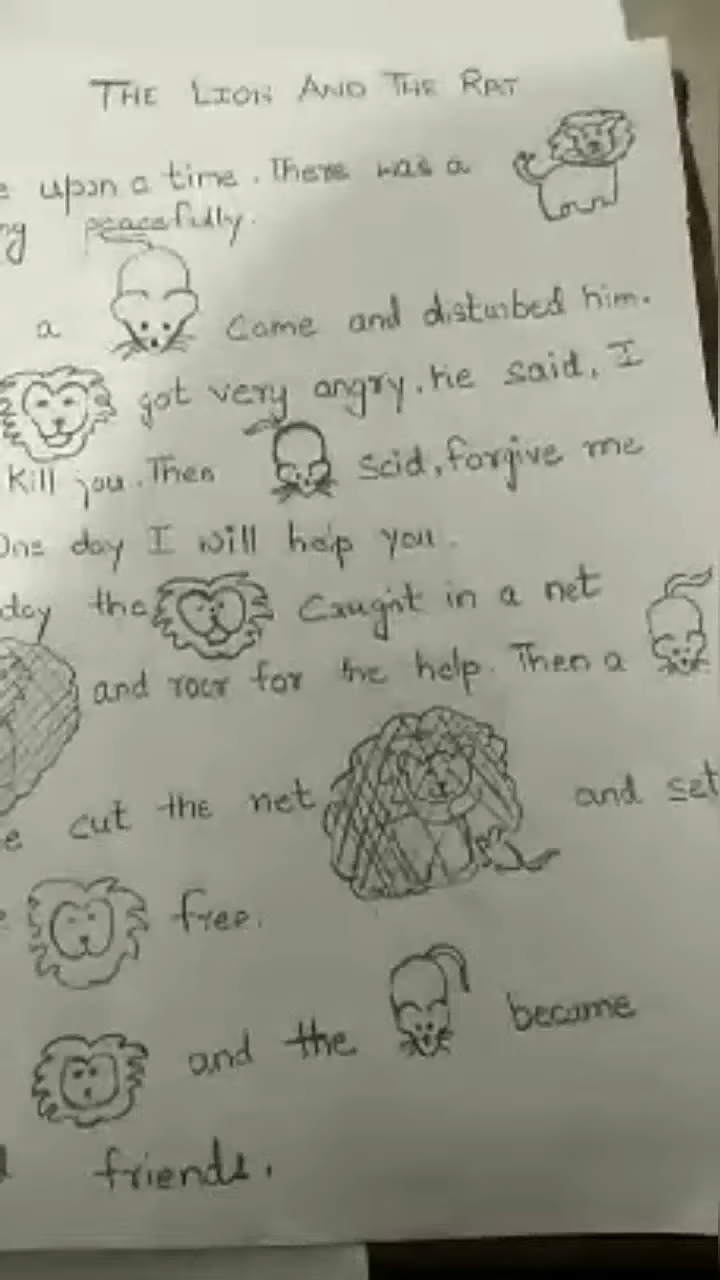 THE LION AND THE RAT
upon a time. There was a
peacefully.
a came and disturbed him.
got very angry. he said, I
Kill you. Then said, forgive me
One day I will help you.
day the Caught in a net
and roar for the help. Then a
cut the net and set
free.
and the became
friends.